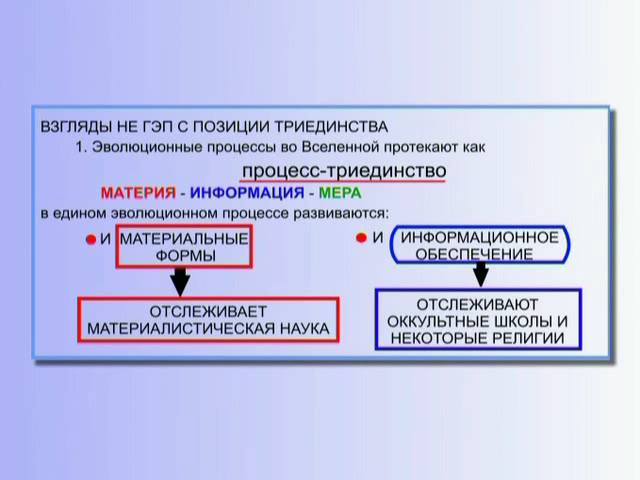 ВЗГЛЯДЫ НЕ ГЭП С ПОЗИЦИИ ТРИЕДИНСТВА
1. Эволюционные процессы во Вселенной протекают как
процесс-триединство
МАТЕРИЯ - ИНФОРМАЦИЯ - МЕРА
в едином эволюционном процессе развиваются:
И МАТЕРИАЛЬНЫЕ
ФОРМЫ
И ИНФОРМАЦИОННОЕ
ОБЕСПЕЧЕНИЕ
ОТСЛЕЖИВАЕТ
МАТЕРИАЛИСТИЧЕСКАЯ НАУКА
ОТСЛЕЖИВАЮТ
ОККУЛЬТНЫЕ ШКОЛЫ И
НЕКОТОРЫЕ РЕЛИГИИ